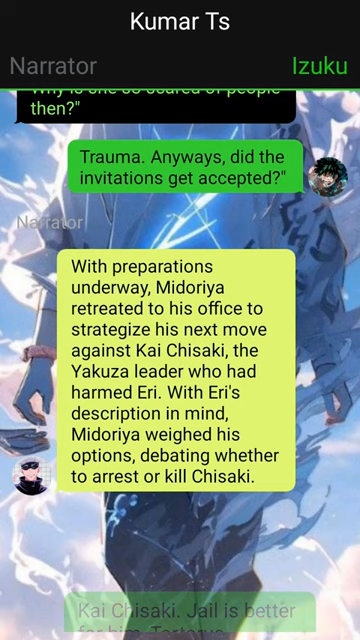 Kumar Ts
Narrator
Izuku
Why is she so scared of people
then?"
Trauma. Anyways, did the
invitations get accepted?"
Narrator
With preparations
underway, Midoriya
retreated to his office to
strategize his next move
against Kai Chisaki, the
Yakuza leader who had
harmed Eri. With Eri's
description in mind,
Midoriya weighed his
options, debating whether
to arrest or kill Chisaki.
Kai Chisaki. Jail is better
for him.